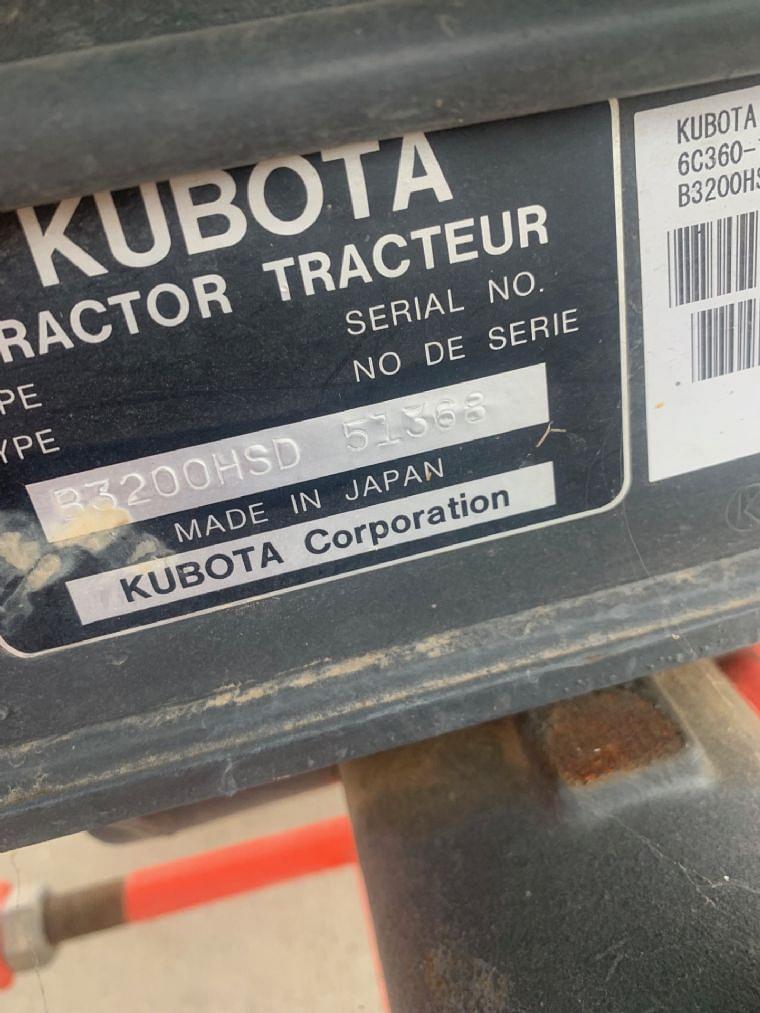 KUBOTA
RACTOR TRACTEUR
SERIAL NO.
PE
NO DE SERIE
YPE
B3200HSD 51368
MADE IN JAPAN
KUBOTA Corporation
KUBOTA
6C360-
B3200HS